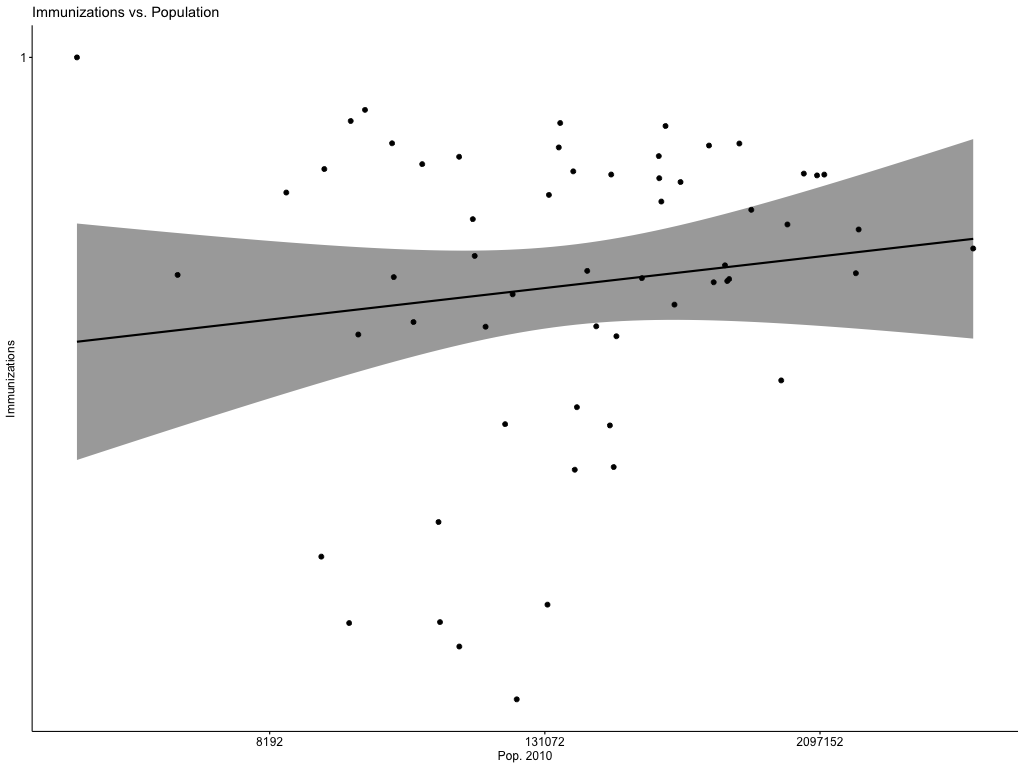 Immunizations vs. Population
1
Immunizations
8192
131072
2097152
Pop. 2010